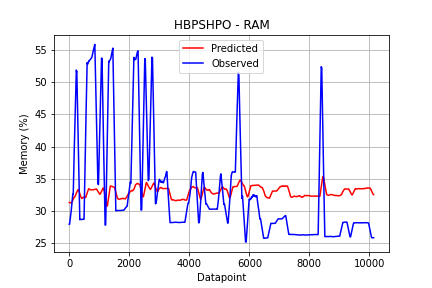 HBPSHPO - RAM
Predicted
Observed
Memory (%)
55
50
45
40
35
30
25
0
2000
4000
6000
8000
10000
Datapoint